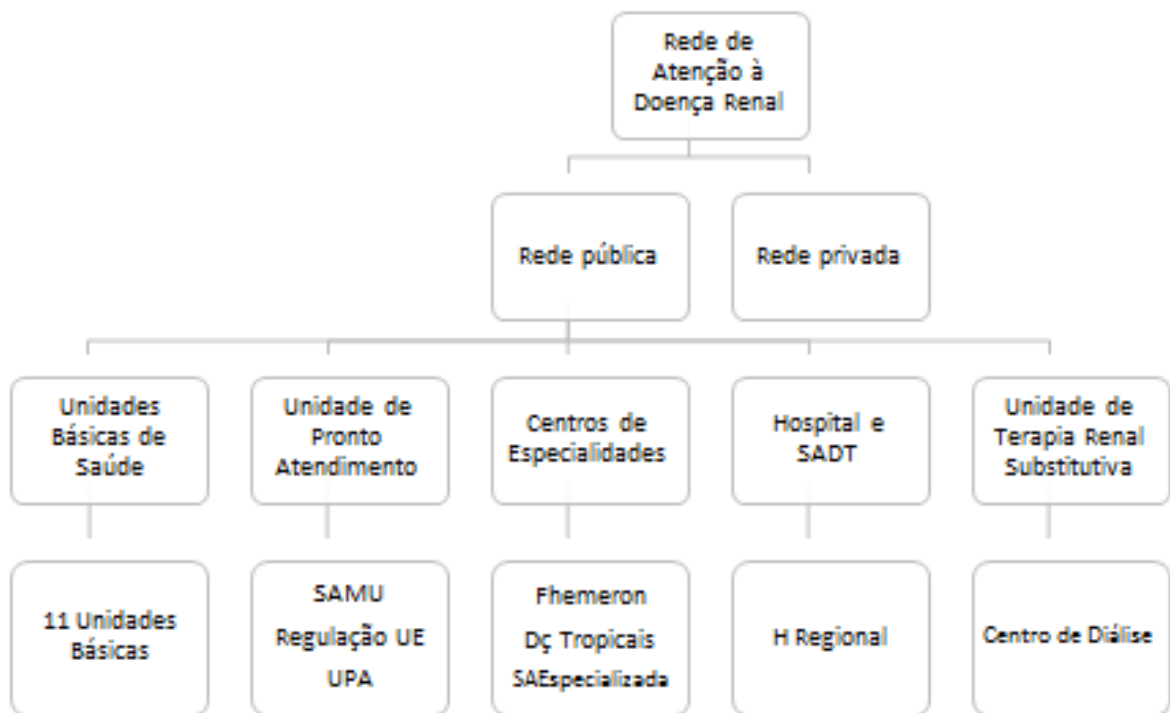 Rede de
Atenção à
Doença Renal
Rede pública
Rede privada
Unidades
Básicas de
Saúde
Unidade de
Pronto
Atendimento
Centros de
Especialidades
Hospital e
SADT
Unidade de
Terapia Renal
Substitutiva
11 Unidades
Básicas
SAMU
Regulação UE
UPA
Fhemeron
Dç Tropicais
SAEspecializada
H Regional
Centro de Diálise